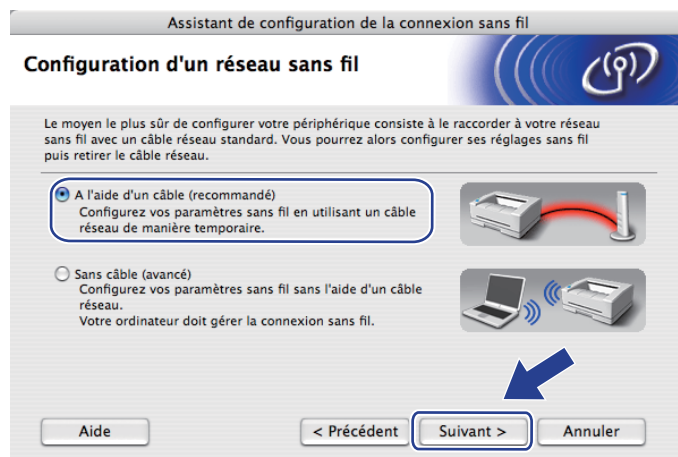 Assistant de configuration de la connexion sans fil
Configuration d'un réseau sans fil
Le moyen le plus sûr de configurer votre périphérique consiste à le raccorder à votre réseau
sans fil avec un câble réseau standard. Vous pourrez alors configurer ses réglages sans fil
puis retirer le câble réseau.
A l'aide d'un câble (recommandé)
Configurez vos paramètres sans fil en utilisant un câble
réseau de manière temporaire.
Sans câble (avancé)
Configurez vos paramètres sans fil sans l'aide d'un câble
réseau.
Votre ordinateur doit gérer la connexion sans fil.
Aide
< Précédent
Suivant >
Annuler